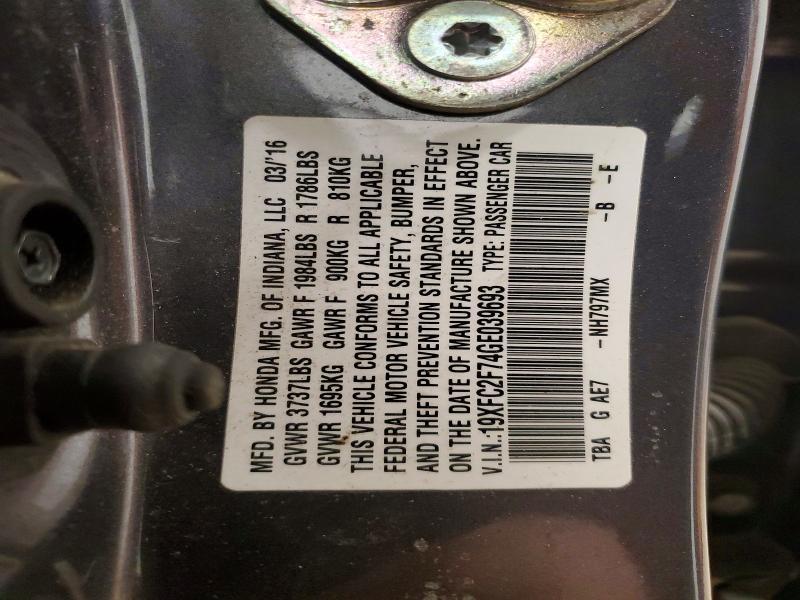 MFD. BY HONDA MFG. OF INDIANA, LLC 03/'16
GVWR 3737LBS GAWR F 1984LBS R 1786LBS
GVWR 1695KG GAWR F 900KG R 810KG
THIS VEHICLE CONFORMS TO ALL APPLICABLE
FEDERAL MOTOR VEHICLE SAFETY, BUMPER,
AND THEFT PREVENTION STANDARDS IN EFFECT
ON THE DATE OF MANUFACTURE SHOWN ABOVE.
V.I.N.:19XFC2F74GE039693 TYPE: PASSENGER CAR
TBA G AE7 -NH797MX -B -E